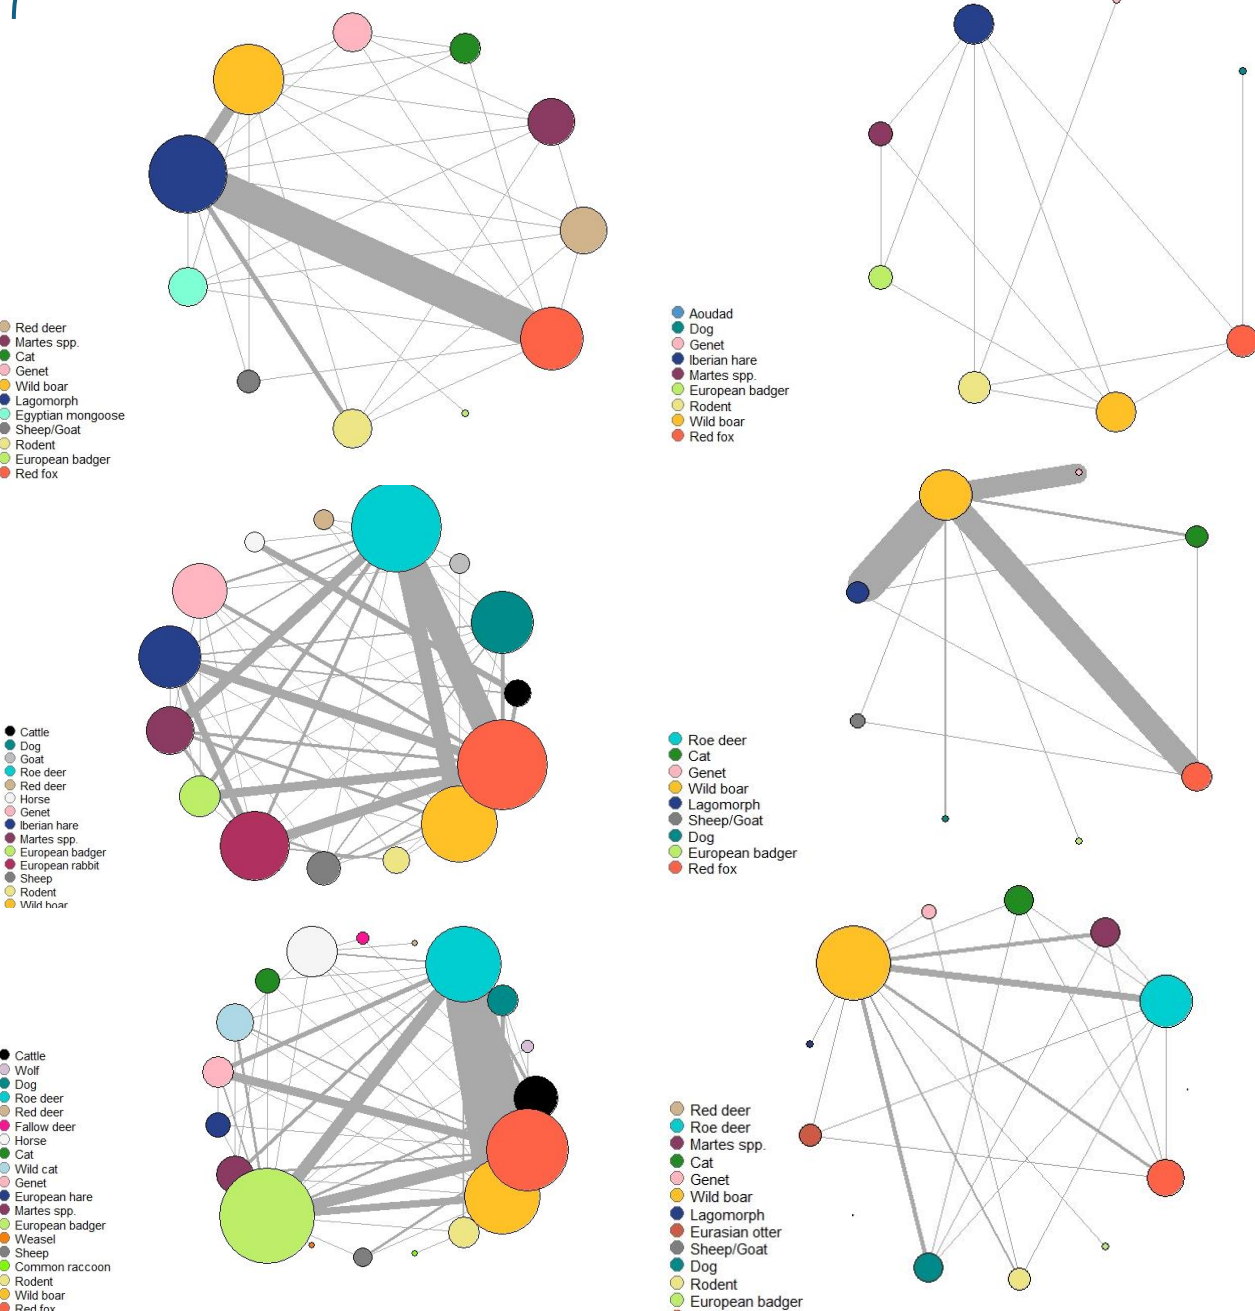 Red deer
Martes spp.
Cat
Genet
Wild boar
Lagomorph
Egyptian mongoose
Sheep/Goat
Rodent
European badger
Red fox
Aoudad
Dog
Genet
Iberian hare
Martes spp.
European badger
Rodent
Wild boar
Red fox
Cattle
Dog
Goat
Roe deer
Red deer
Horse
Genet
Iberian hare
Martes spp.
European badger
European rabbit
Sheep
Rodent
Wild boar
Roe deer
Cat
Genet
Wild boar
Lagomorph
Sheep/Goat
Dog
European badger
Red fox
Cattle
Wolf
Dog
Roe deer
Red deer
Fallow deer
Horse
Cat
Wild cat
Genet
European hare
Martes spp.
European badger
Weasel
Sheep
Common raccoon
Rodent
Wild boar
Red fox
Red deer
Roe deer
Martes spp.
Cat
Genet
Wild boar
Lagomorph
Eurasian otter
Sheep/Goat
Dog
Rodent
European badger